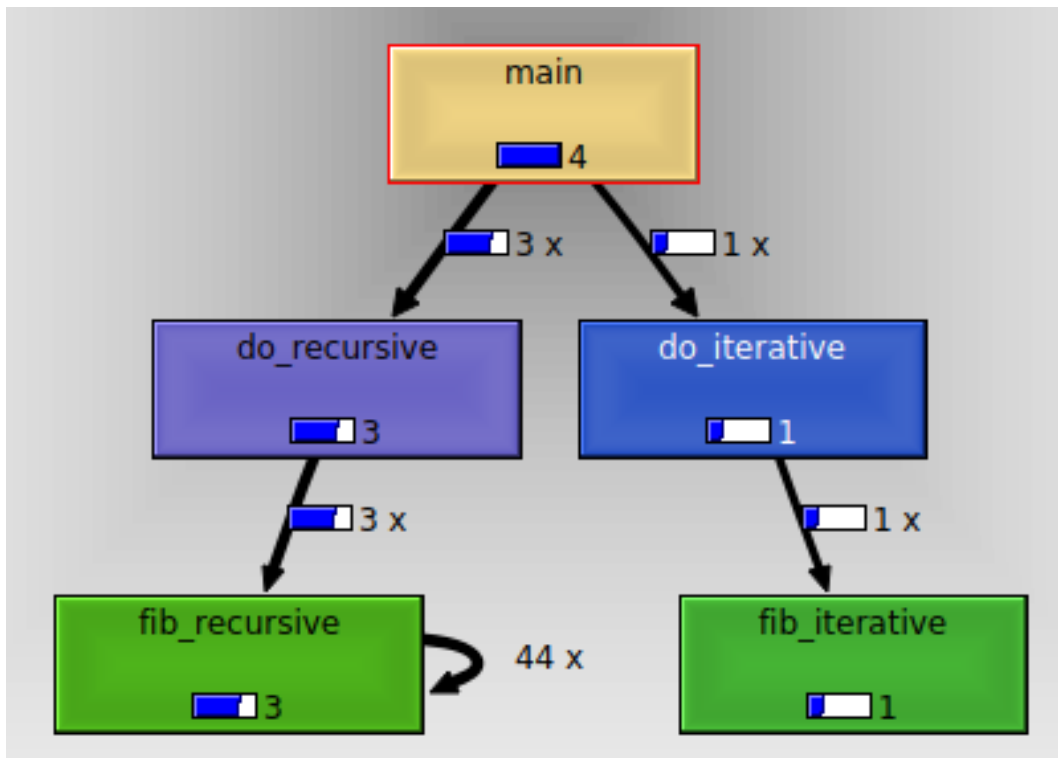 main
4
3 x
1 x
do_recursive
do_iterative
3
1
3 x
1 x
fib_recursive
fib_iterative
44 x
3
1